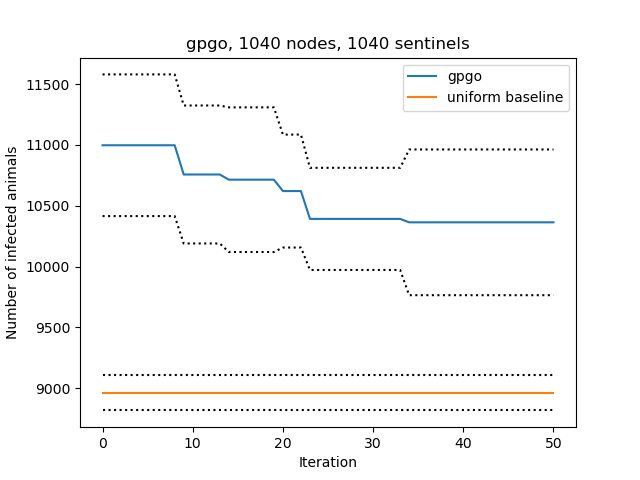 gpgo, 1040 nodes, 1040 sentinels
gpgo
uniform baseline
Number of infected animals
11500
11000
10500
10000
9500
9000
0 10 20 30 40 50
Iteration